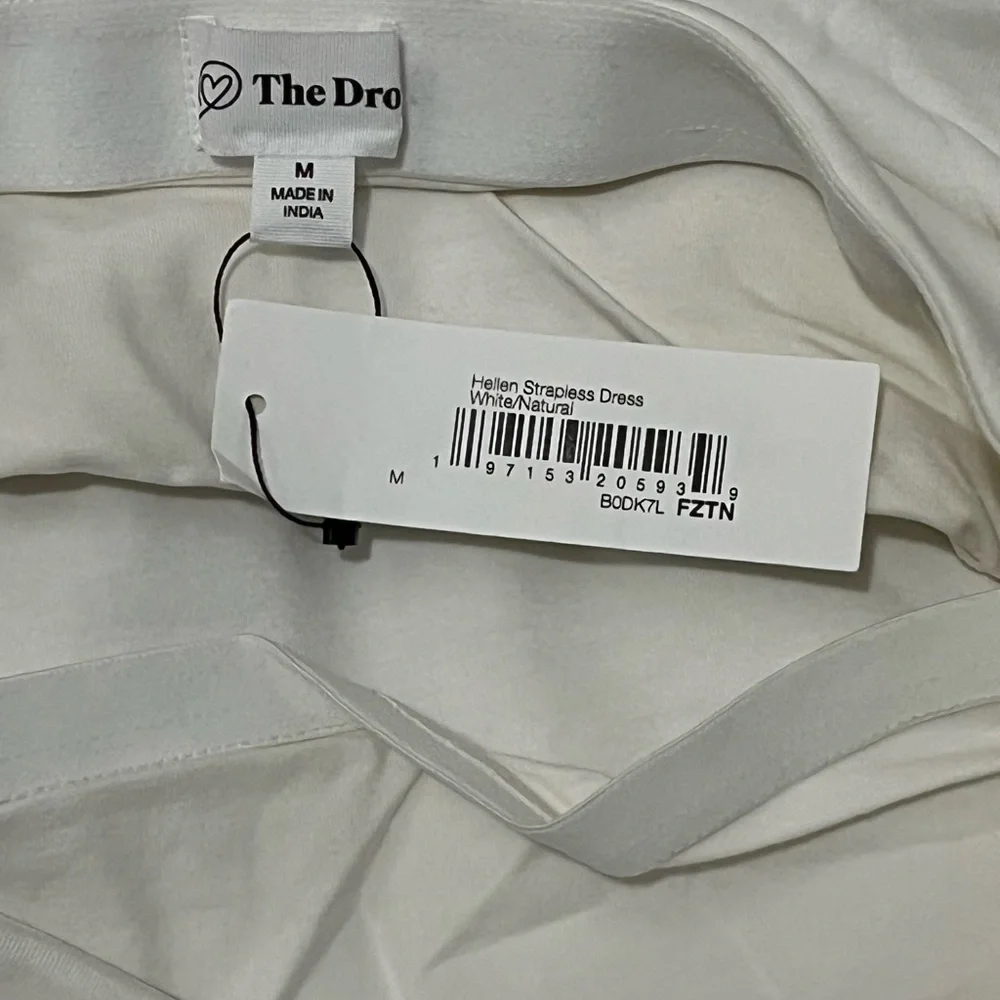 The Dro
M
MADE IN
INDIA
Hellen Strapless Dress
White/Natural
M
1 97153 20593 9
B0DK7L FZTN